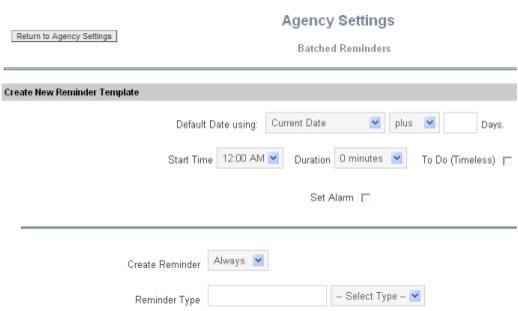 Agency Settings
Return to Agency Settings
Batched Reminders
Create New Reminder Template
Default Date using: Current Date plus Days.
Start Time 12:00 AM Duration 0 minutes To Do (Timeless)
Set Alarm
Create Reminder Always
Reminder Type -- Select Type --